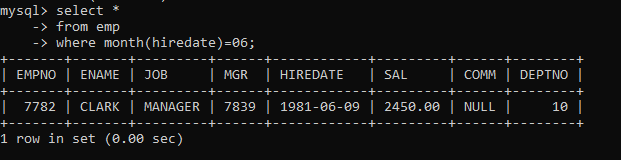 mysql> select *
    -> from emp
    -> where month(hiredate)=06;
+-------+-------+---------+------+------------+---------+------+--------+
| EMPNO | ENAME | JOB     | MGR  | HIREDATE   | SAL     | COMM | DEPTNO |
+-------+-------+---------+------+------------+---------+------+--------+
|  7782 | CLARK | MANAGER | 7839 | 1981-06-09 | 2450.00 | NULL |     10 |
+-------+-------+---------+------+------------+---------+------+--------+
1 row in set (0.00 sec)